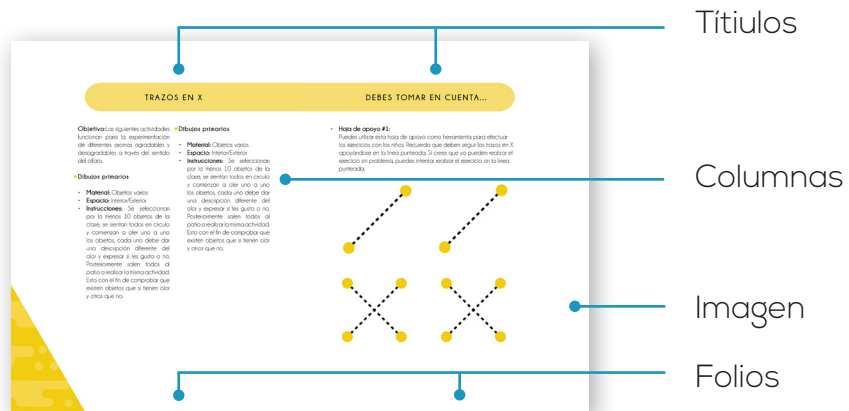 Títiulos
TRAZOS EN X
DEBES TOMAR EN CUENTA...
Objetivo:Las siguientes actividades
funcionan para la experimentación
de diferentes aromas agradables y
desagradables a través del sentido
del olfato.
Dibujos primarios
• Material: Objetos varios
• Espacio: Interior/Exterior
• Instrucciones: Se seleccionan
por lo menos 10 objetos de la
clase, se sientan todos en circulo
y comienzan a oler uno a uno
los objetos, cada uno debe dar
una descripción diferente del
olor y expresar si les gusta o no.
Posteriormente salen todos al
patio a realizar la misma actividad.
Esto con el fin de comprobar que
existen objetos que si tienen olor
y otros que no.
Dibujos primarios
• Material: Objetos varios
• Espacio: Interior/Exterior
• Instrucciones: Se seleccionan
por lo menos 10 objetos de la
clase, se sientan todos en circulo
y comienzan a oler uno a uno
los objetos, cada uno debe dar
una descripción diferente del
olor y expresar si les gusta o no.
Posteriormente salen todos al
patio a realizar la misma actividad.
Esto con el fin de comprobar que
existen objetos que si tienen olor
y otros que no.
• Hoja de apoyo #1:
Puedes utilizar esta hoja de apoyo como herramienta para efectuar
los ejercicios con los niños. Recuerda que deben seguir los trazos en X
apoyándose en la linea punteada. Si crees que ya pueden realizar el
ejercicio sin problema, puedes intentar realizar el ejercicio sin la linea
punteada.
Columnas
Imagen
Folios